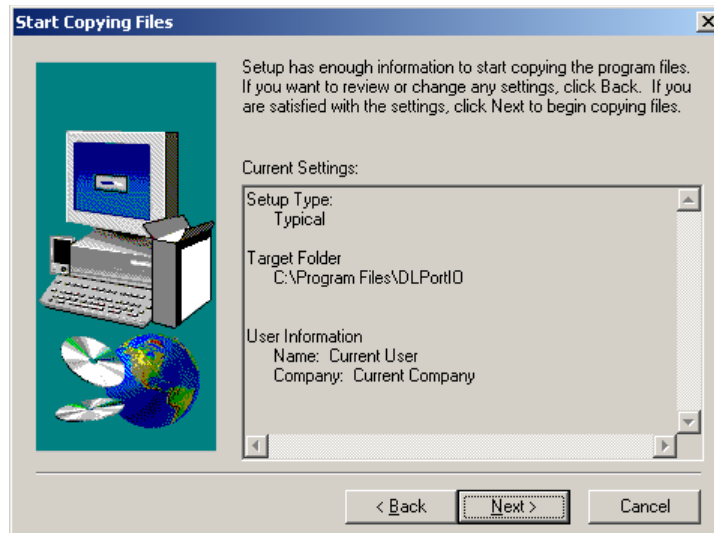 Start Copying Files
Setup has enough information to start copying the program files.
If you want to review or change any settings, click Back. If you
are satisfied with the settings, click Next to begin copying files.
Current Settings:
Setup Type:
Typical
Target Folder
C:\Program Files\DLPortIO
User Information
Name: Current User
Company: Current Company
< Back
Next >
Cancel